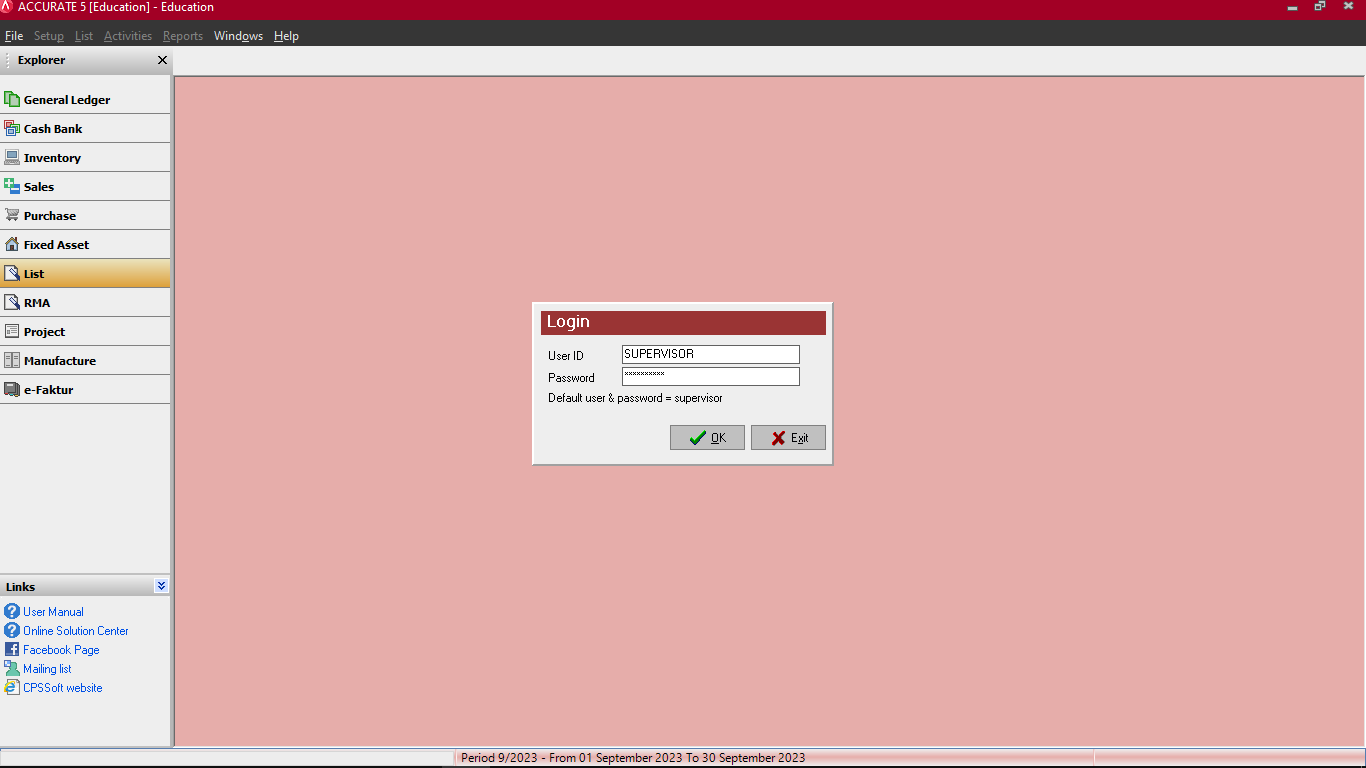 ACCURATE 5 [Education] - Education
File Setup List Activities Reports Windows Help
Explorer
General Ledger
Cash Bank
Inventory
Sales
Purchase
Fixed Asset
List
RMA
Project
Manufacture
e-Faktur
Login
User ID SUPERVISOR
Password **********
Default user & password = supervisor
OK Exit
Links
User Manual
Online Solution Center
Facebook Page
Mailing list
CPSSoft website
Period 9/2023 - From 01 September 2023 To 30 September 2023